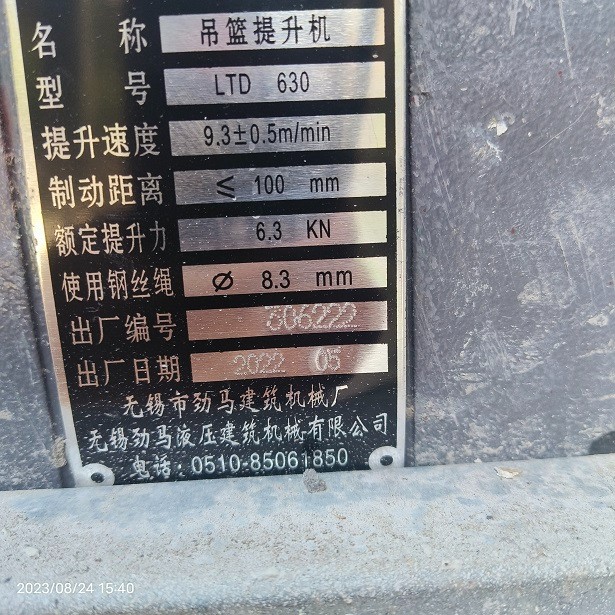 名 称 吊篮提升机
型 号 LTD 630
提升速度 9.3±0.5m/min
制动距离 ≤ 100 mm
额定提升力 6.3 KN
使用钢丝绳 Ø 8.3 mm
出厂编号 306222
出厂日期 2022 05
无锡市劲马建筑机械厂
无锡劲马液压建筑机械有限公司
电话:0510-85061850
2023/08/24 15:40